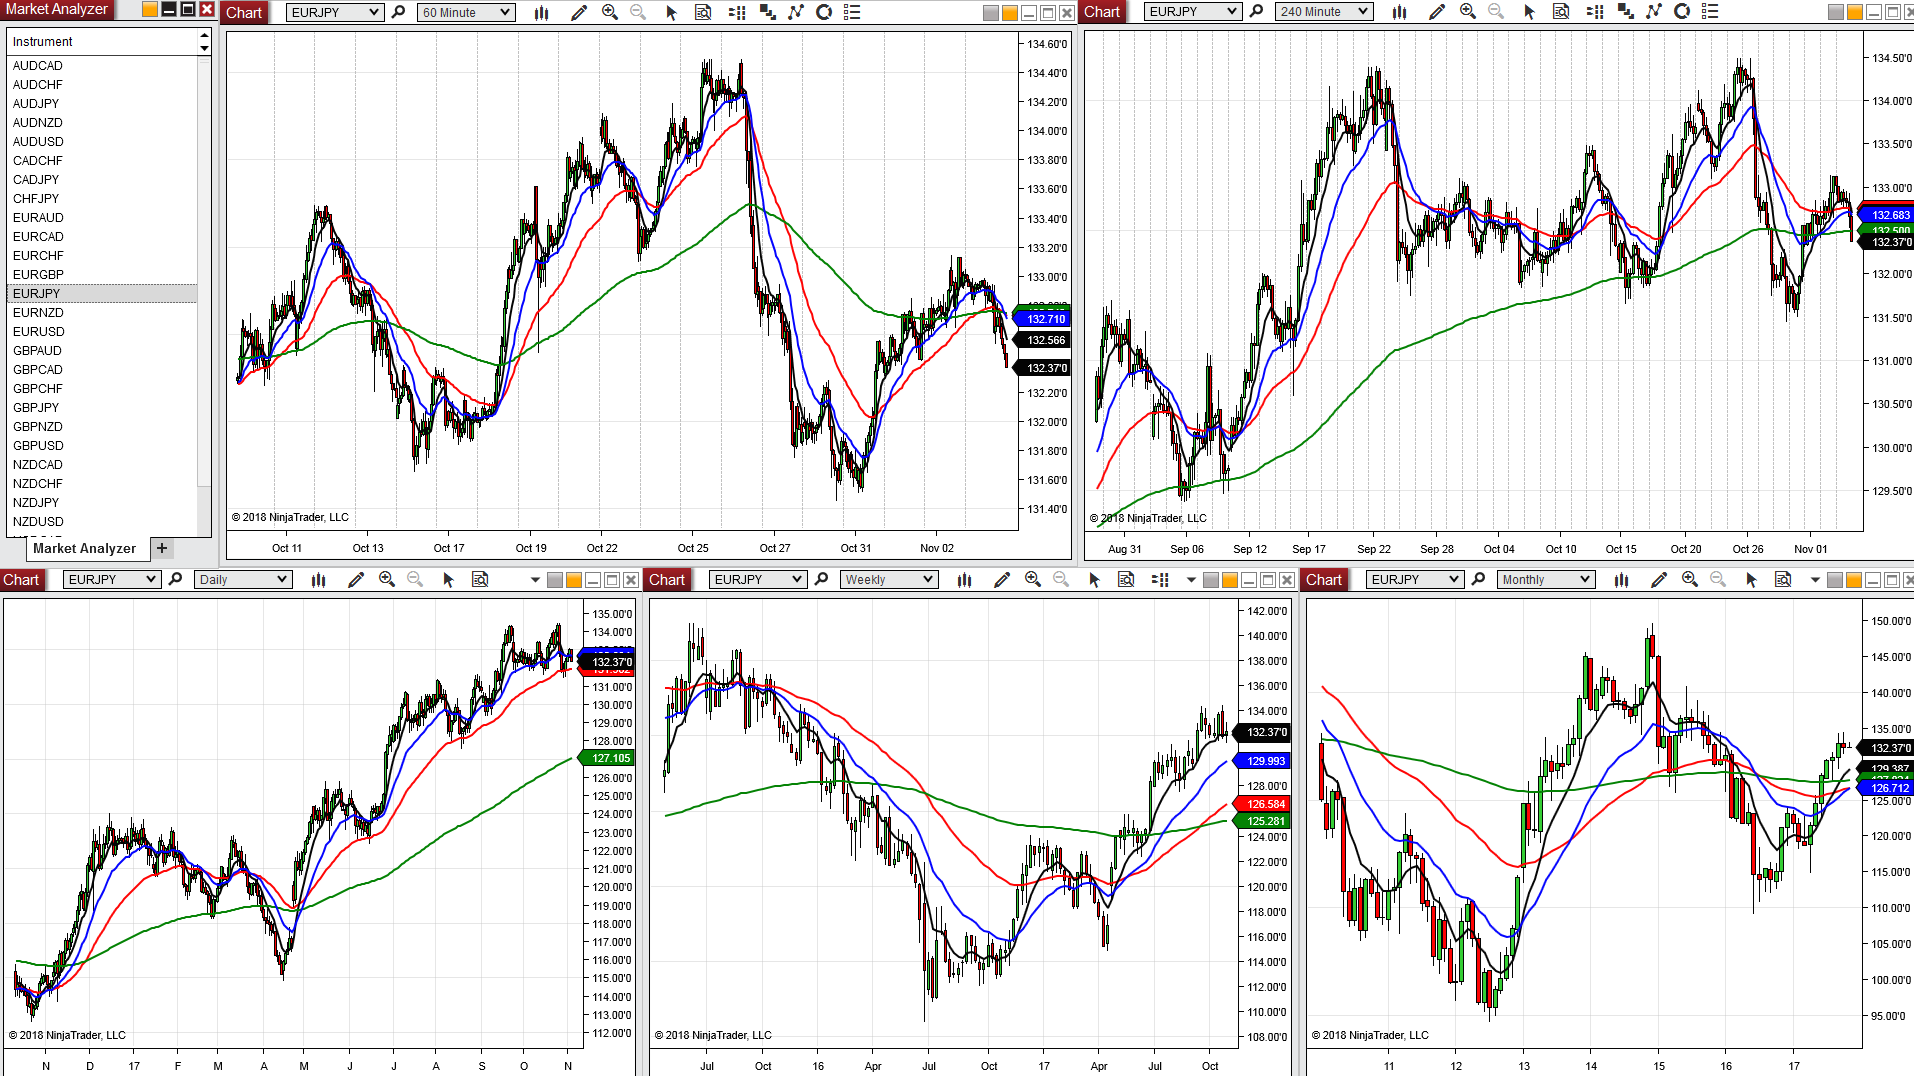 Market Analyzer
Instrument
AUDCAD
AUDCHF
AUDJPY
AUDNZD
AUDUSD
CADCHF
CADJPY
CHFJPY
EURAUD
EURCAD
EURCHF
EURGBP
EURJPY
EURNZD
EURUSD
GBPAUD
GBPCAD
GBPCHF
GBPJPY
GBPNZD
GBPUSD
NZDCAD
NZDCHF
NZDJPY
NZDUSD
Market Analyzer +
Chart EURJPY 60 Minute
134.60'0
134.40'0
134.20'0
134.00'0
133.80'0
133.60'0
133.40'0
133.20'0
133.00'0
132.710
132.566
132.37'0
132.20'0
132.00'0
131.80'0
131.60'0
131.40'0
© 2018 NinjaTrader, LLC
Oct 11 Oct 13 Oct 17 Oct 19 Oct 22 Oct 25 Oct 27 Oct 31 Nov 02
Chart EURJPY 240 Minute
134.50'0
134.00'0
133.50'0
133.00'0
132.683
132.500
132.37'0
132.00'0
131.50'0
131.00'0
130.50'0
130.00'0
129.50'0
© 2018 NinjaTrader, LLC
Aug 31 Sep 06 Sep 12 Sep 17 Sep 22 Sep 28 Oct 04 Oct 10 Oct 15 Oct 20 Oct 26 Nov 01
Chart EURJPY Daily
135.00'0
134.00'0
132.37'0
131.00'0
130.00'0
129.00'0
128.00'0
127.105
126.00'0
125.00'0
124.00'0
123.00'0
122.00'0
121.00'0
120.00'0
119.00'0
118.00'0
117.00'0
116.00'0
115.00'0
114.00'0
113.00'0
112.00'0
© 2018 NinjaTrader, LLC
N D 17 F M A M J J A S O N
Chart EURJPY Weekly
142.00'0
140.00'0
138.00'0
136.00'0
134.00'0
132.37'0
129.993
128.00'0
126.584
125.281
124.00'0
122.00'0
120.00'0
118.00'0
116.00'0
114.00'0
112.00'0
110.00'0
108.00'0
© 2018 NinjaTrader, LLC
Jul Oct 16 Apr Jul Oct 17 Apr Jul Oct
Chart EURJPY Monthly
150.00'0
145.00'0
140.00'0
135.00'0
132.37'0
129.387
126.712
125.00'0
120.00'0
115.00'0
110.00'0
105.00'0
100.00'0
95.00'0
© 2018 NinjaTrader, LLC
11 12 13 14 15 16 17